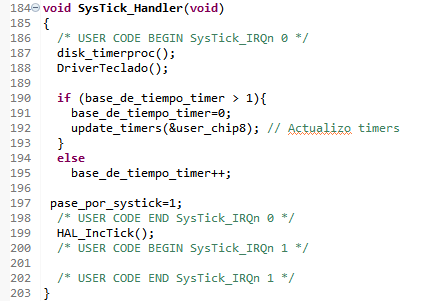 184 void SysTick_Handler(void)
185 {
186 /* USER CODE BEGIN SysTick_IRQn 0 */
187 disk_timerproc();
188 DriverTeclado();
189
190 if (base_de_tiempo_timer > 1){
191 base_de_tiempo_timer=0;
192 update_timers(&user_chip8); // Actualizo timers
193 }
194 else
195 base_de_tiempo_timer++;
196
197 pase_por_systick=1;
198 /* USER CODE END SysTick_IRQn 0 */
199 HAL_IncTick();
200 /* USER CODE BEGIN SysTick_IRQn 1 */
201
202 /* USER CODE END SysTick_IRQn 1 */
203 }